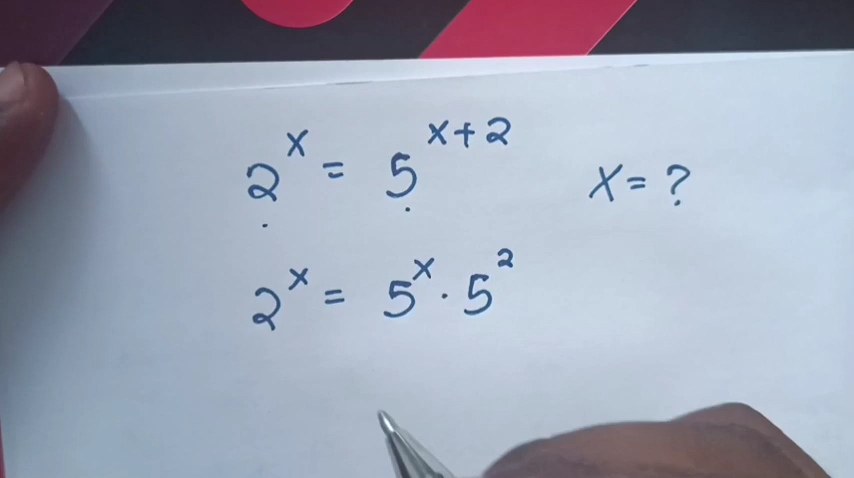 2^x = 5^{x+2} x = ?
2^x = 5^x . 5^2